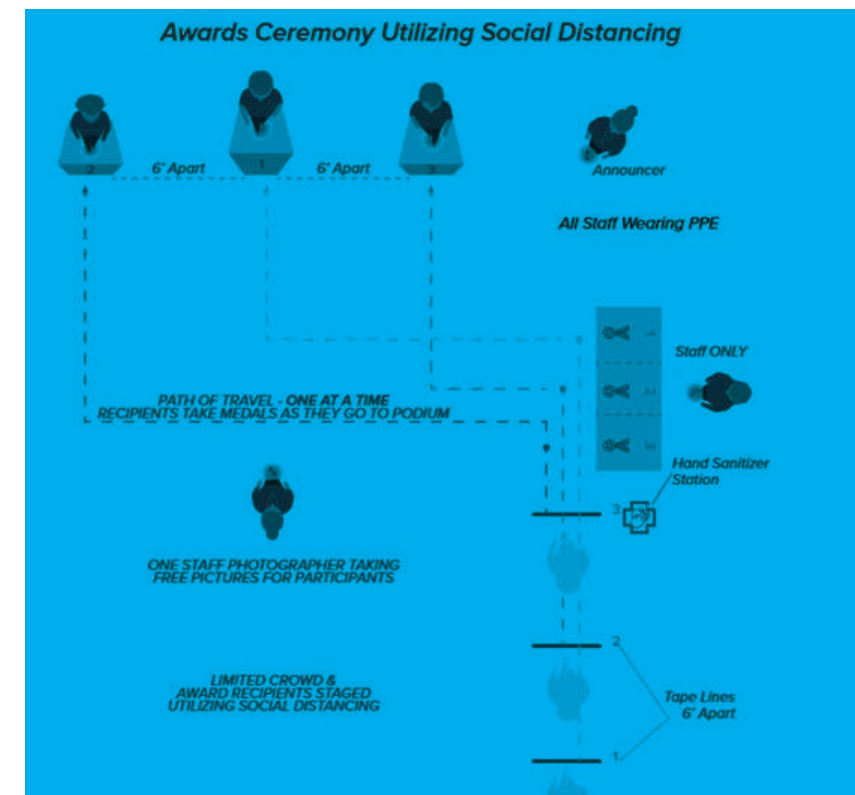 Awards Ceremony Utilizing Social Distancing
2
6' Apart
1
6' Apart
3
Announcer
All Staff Wearing PPE
Staff ONLY
PATH OF TRAVEL - ONE AT A TIME
RECIPIENTS TAKE MEDALS AS THEY GO TO PODIUM
Hand Sanitizer
Station
3
ONE STAFF PHOTOGRAPHER TAKING
FREE PICTURES FOR PARTICIPANTS
2
LIMITED CROWD &
AWARD RECIPIENTS STAGED
UTILIZING SOCIAL DISTANCING
Tape Lines
6' Apart
1